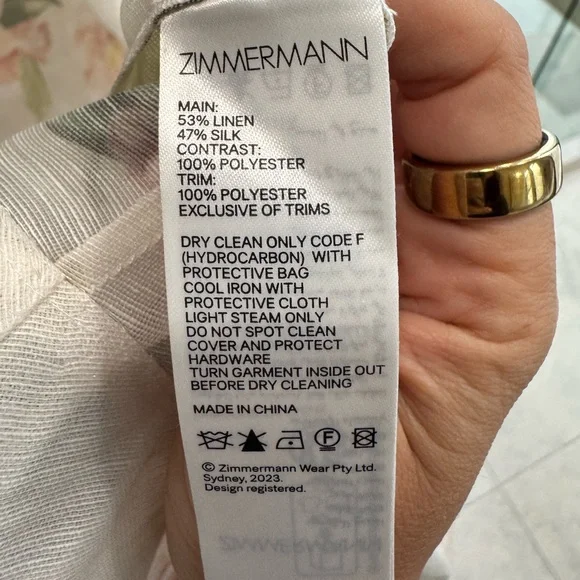 ZIMMERMANN
MAIN:
53% LINEN
47% SILK
CONTRAST:
100% POLYESTER
TRIM:
100% POLYESTER
EXCLUSIVE OF TRIMS
DRY CLEAN ONLY CODE F
(HYDROCARBON) WITH
PROTECTIVE BAG
COOL IRON WITH
PROTECTIVE CLOTH
LIGHT STEAM ONLY
DO NOT SPOT CLEAN
COVER AND PROTECT
HARDWARE
TURN GARMENT INSIDE OUT
BEFORE DRY CLEANING
MADE IN CHINA
F
© Zimmermann Wear Pty Ltd.
Sydney, 2023.
Design registered.